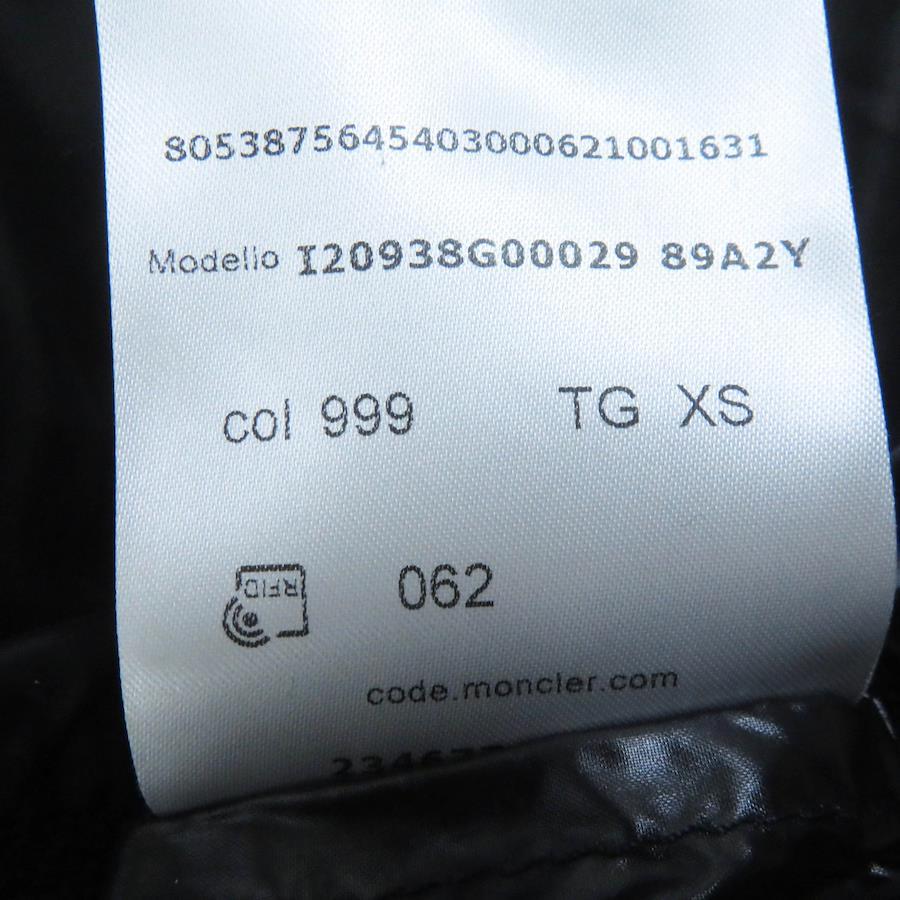 8053875645403000621001631
Modello I20938G00029 89A2Y
col 999 TG XS
RFID 062
code.moncler.com